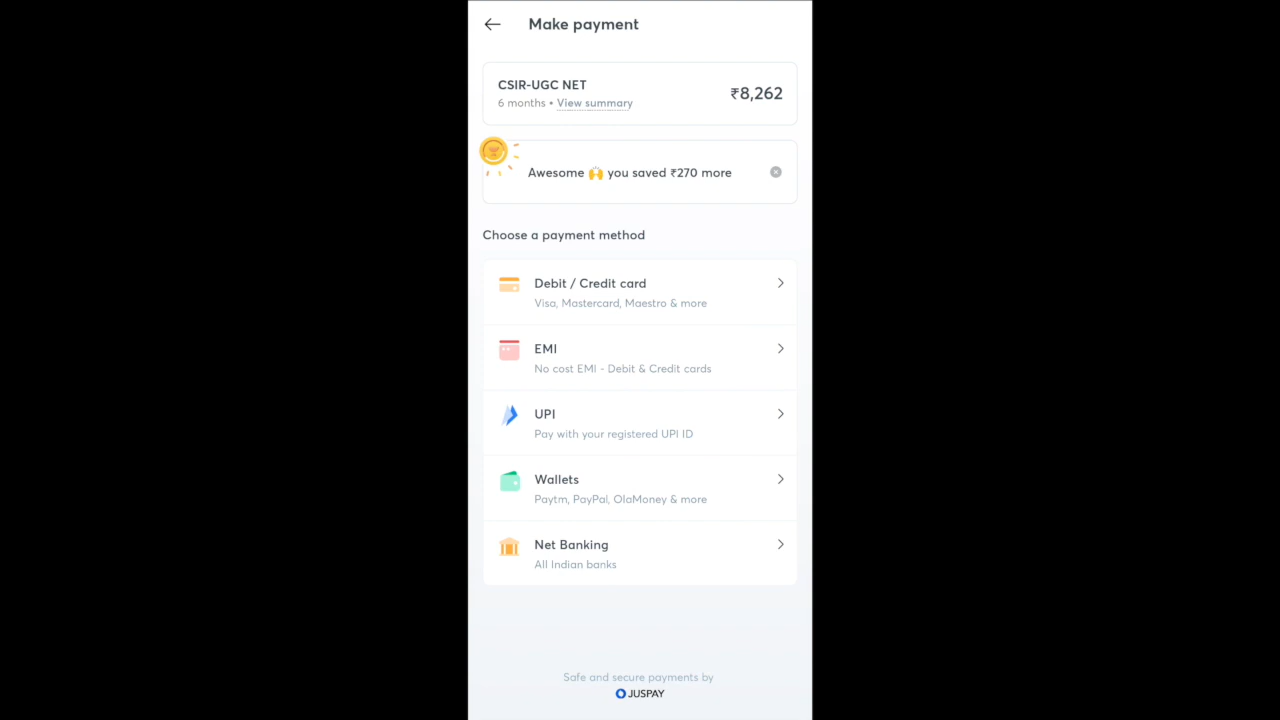 Make payment
CSIR-UGC NET
6 months • View summary
₹8,262
Awesome 🙌 you saved ₹270 more
Choose a payment method
Debit / Credit card
Visa, Mastercard, Maestro & more
EMI
No cost EMI - Debit & Credit cards
UPI
Pay with your registered UPI ID
Wallets
Paytm, PayPal, OlaMoney & more
Net Banking
All Indian banks
Safe and secure payments by
JUSPAY